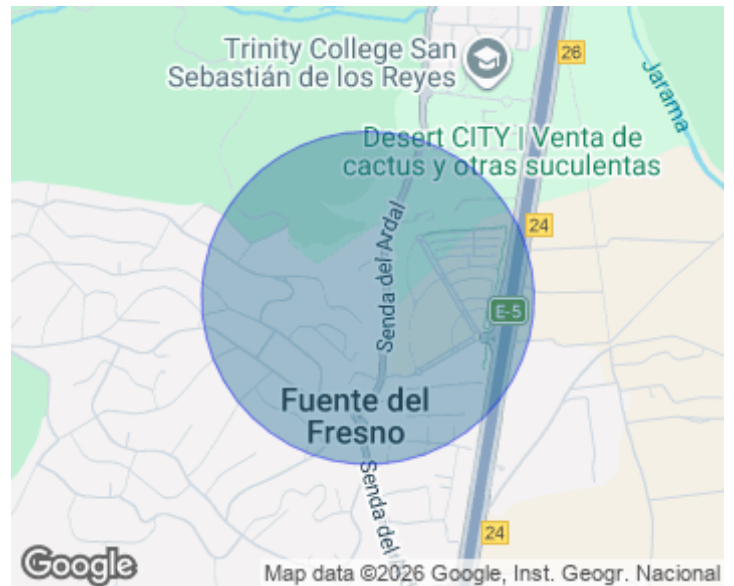 Trinity College San
Sebastián de los Reyes
26
Jarama
Desert CITY | Venta de
cactus y otras suculentas
24
Senda del Ardal
E-5
Fuente del
Fresno
Senda del
24
Google
Map data ©2026 Google, Inst. Geogr. Nacional